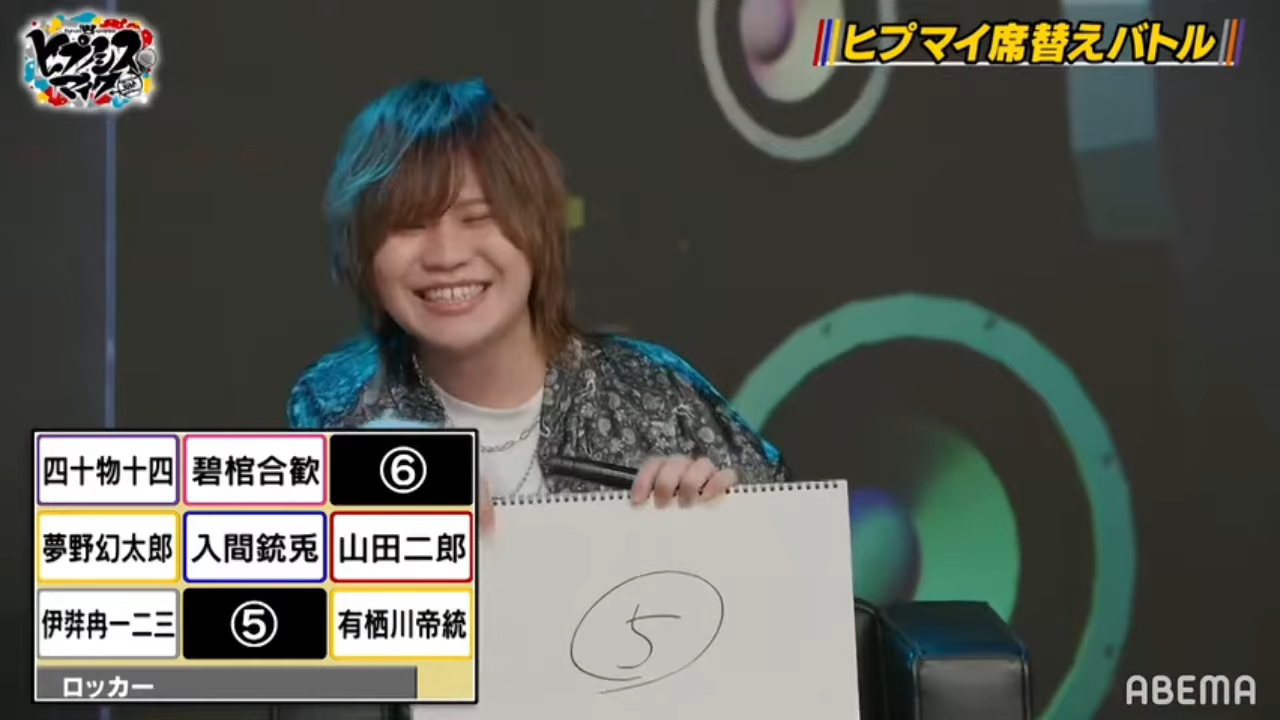 ヒプノシスマイク
ヒプマイ席替えバトル
四十物十四 碧棺合歓 ⑥
夢野幻太郎 入間銃兎 山田二郎
伊弉冉一二三 ⑤ 有栖川帝統
ロッカー
⑤
ABEMA